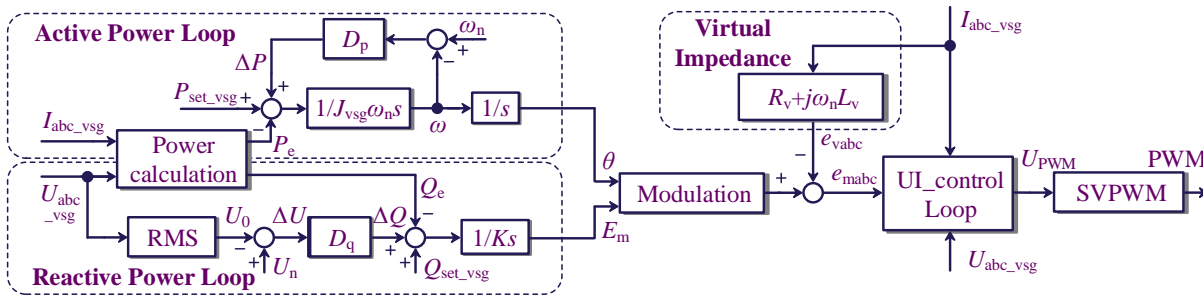 Active Power Loop
D_p
ω_n
+
−
ΔP
+
P_set_vsg
+
−
1/J_vsgω_ns
ω
1/s
I_abc_vsg
P_e
Power
calculation
θ
U_abc
_vsg
Q_e
RMS
U_0
−
+
U_n
ΔU
D_q
ΔQ
−
+
+
Q_set_vsg
1/Ks
E_m
Reactive Power Loop
Modulation
+
−
Virtual
Impedance
I_abc_vsg
R_v+jω_nL_v
e_vabc
e_mabc
UI_control
Loop
U_abc_vsg
U_PWM
SVPWM
PWM